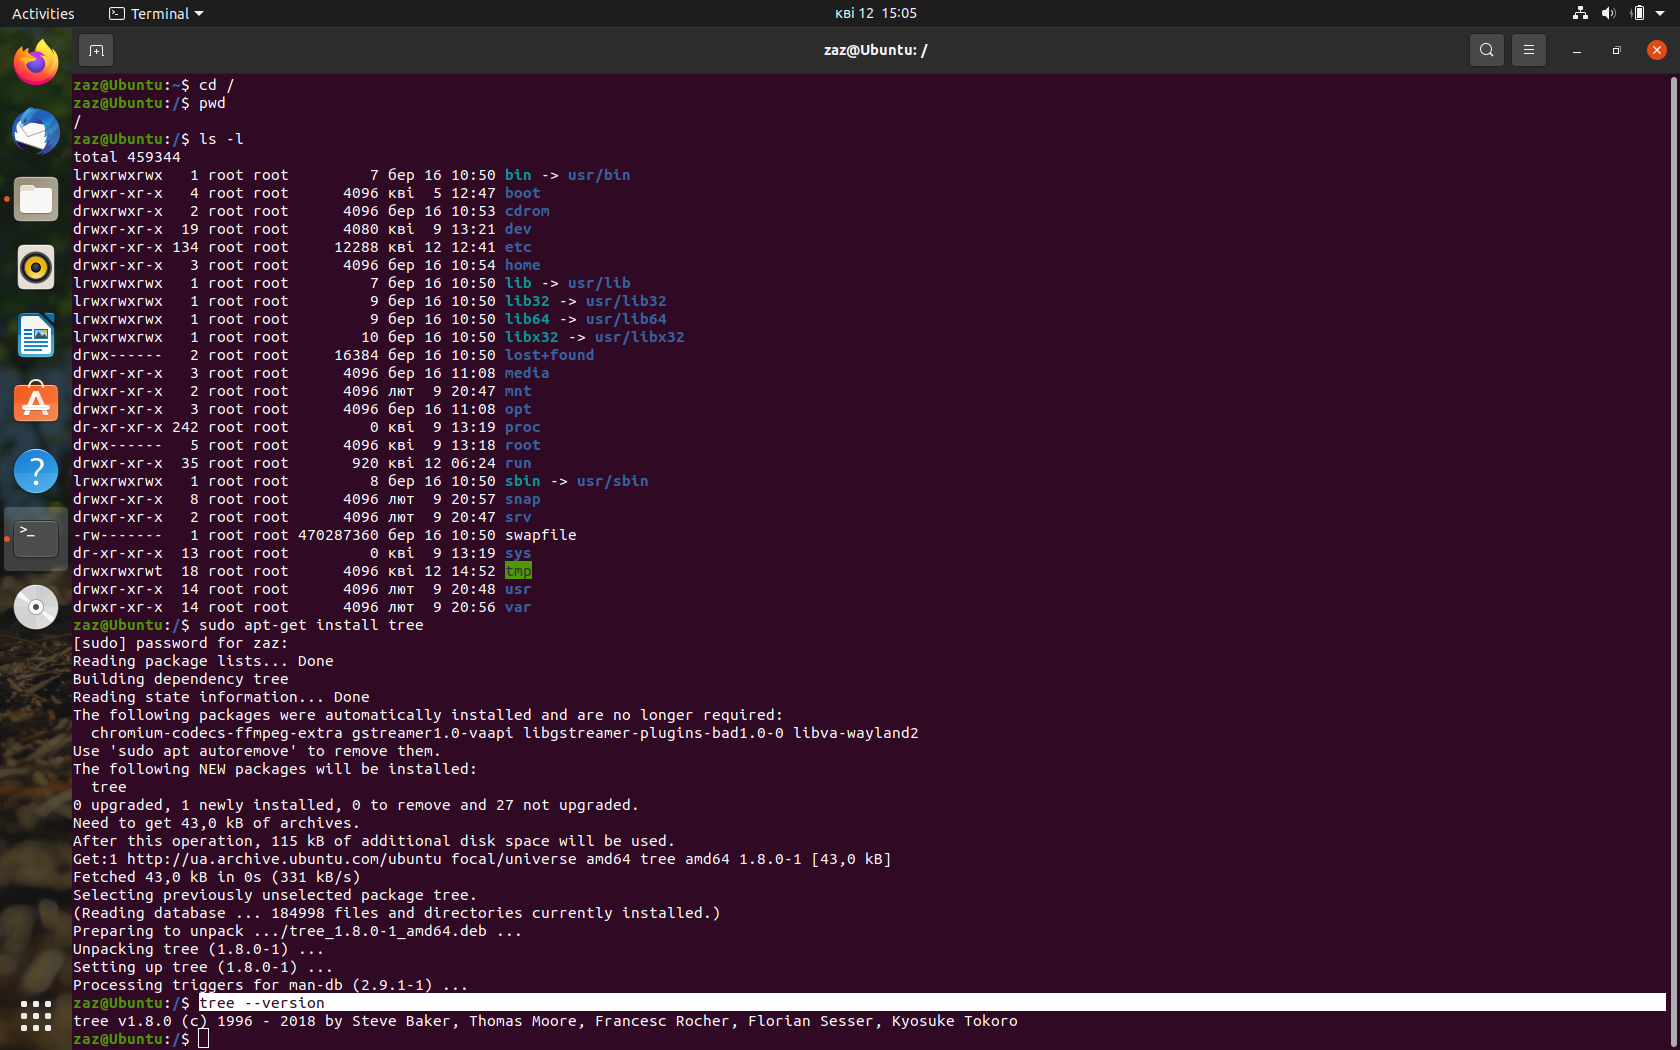 Activities Terminal кві 12 15:05
zaz@Ubuntu: /
zaz@Ubuntu:~$ cd /
zaz@Ubuntu:/$ pwd
/
zaz@Ubuntu:/$ ls -l
total 459344
lrwxrwxrwx   1 root root         7 бер 16 10:50 bin -> usr/bin
drwxr-xr-x   4 root root      4096 кві  5 12:47 boot
drwxrwxr-x   2 root root      4096 бер 16 10:53 cdrom
drwxr-xr-x  19 root root      4080 кві  9 13:21 dev
drwxr-xr-x 134 root root     12288 кві 12 12:41 etc
drwxr-xr-x   3 root root      4096 бер 16 10:54 home
lrwxrwxrwx   1 root root         7 бер 16 10:50 lib -> usr/lib
lrwxrwxrwx   1 root root         9 бер 16 10:50 lib32 -> usr/lib32
lrwxrwxrwx   1 root root         9 бер 16 10:50 lib64 -> usr/lib64
lrwxrwxrwx   1 root root        10 бер 16 10:50 libx32 -> usr/libx32
drwx------   2 root root     16384 бер 16 10:50 lost+found
drwxr-xr-x   3 root root      4096 бер 16 11:08 media
drwxr-xr-x   2 root root      4096 лют  9 20:47 mnt
drwxr-xr-x   3 root root      4096 бер 16 11:08 opt
dr-xr-xr-x 242 root root         0 кві  9 13:19 proc
drwx------   5 root root      4096 кві  9 13:18 root
drwxr-xr-x  35 root root       920 кві 12 06:24 run
lrwxrwxrwx   1 root root         8 бер 16 10:50 sbin -> usr/sbin
drwxr-xr-x   8 root root      4096 лют  9 20:57 snap
drwxr-xr-x   2 root root      4096 лют  9 20:47 srv
-rw-------   1 root root 470287360 бер 16 10:50 swapfile
dr-xr-xr-x  13 root root         0 кві  9 13:19 sys
drwxrwxrwt  18 root root      4096 кві 12 14:52 tmp
drwxr-xr-x  14 root root      4096 лют  9 20:48 usr
drwxr-xr-x  14 root root      4096 лют  9 20:56 var
zaz@Ubuntu:/$ sudo apt-get install tree
[sudo] password for zaz:
Reading package lists... Done
Building dependency tree
Reading state information... Done
The following packages were automatically installed and are no longer required:
  chromium-codecs-ffmpeg-extra gstreamer1.0-vaapi libgstreamer-plugins-bad1.0-0 libva-wayland2
Use 'sudo apt autoremove' to remove them.
The following NEW packages will be installed:
  tree
0 upgraded, 1 newly installed, 0 to remove and 27 not upgraded.
Need to get 43,0 kB of archives.
After this operation, 115 kB of additional disk space will be used.
Get:1 http://ua.archive.ubuntu.com/ubuntu focal/universe amd64 tree amd64 1.8.0-1 [43,0 kB]
Fetched 43,0 kB in 0s (331 kB/s)
Selecting previously unselected package tree.
(Reading database ... 184998 files and directories currently installed.)
Preparing to unpack .../tree_1.8.0-1_amd64.deb ...
Unpacking tree (1.8.0-1) ...
Setting up tree (1.8.0-1) ...
Processing triggers for man-db (2.9.1-1) ...
zaz@Ubuntu:/$ tree --version
tree v1.8.0 (c) 1996 - 2018 by Steve Baker, Thomas Moore, Francesc Rocher, Florian Sesser, Kyosuke Tokoro
zaz@Ubuntu:/$